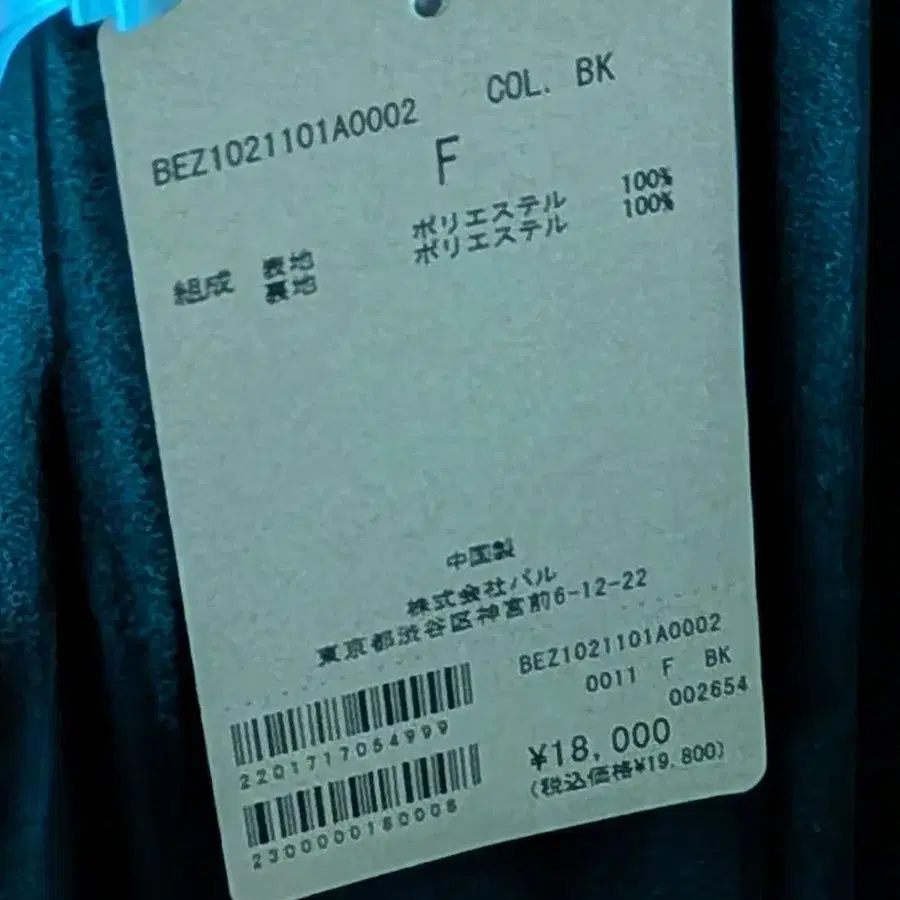 BEZ1021101A0002 COL. BK
F
組成 表地 ポリエステル 100%
裏地 ポリエステル 100%
中国製
株式会社パル
東京都渋谷区神宮前6-12-22
BEZ1021101A0002
0011 F BK
002654
2201717054999
¥18,000
(税込価格¥19,800)
2300000180008